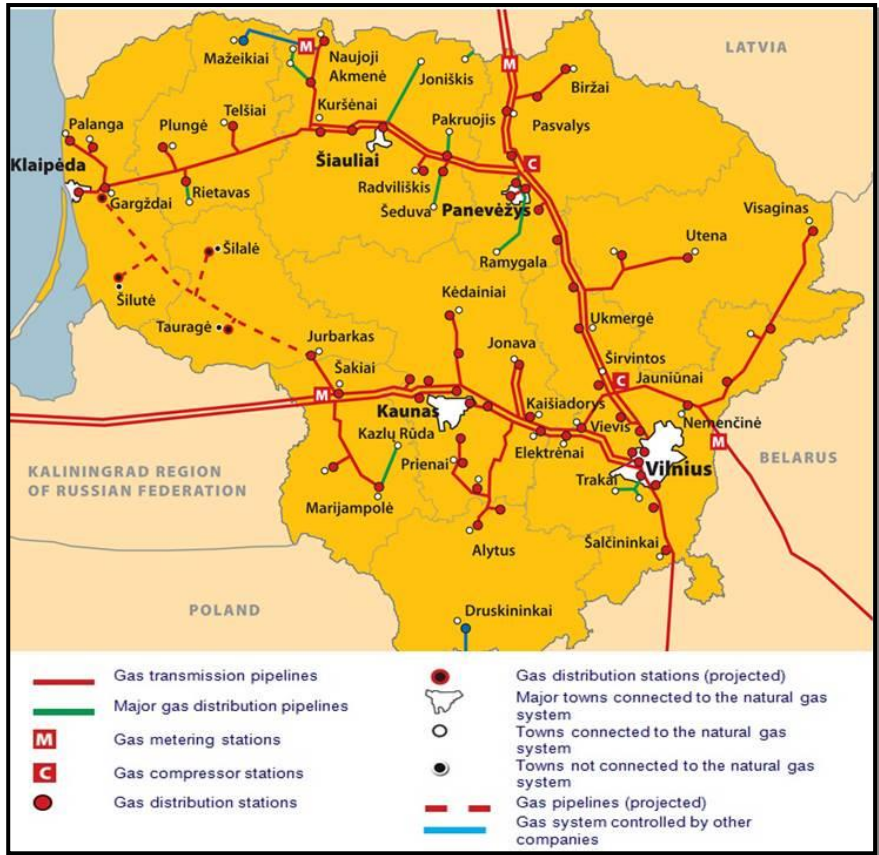 LATVIA
M
Mažeikiai
Naujoji
Akmenė
Joniškis
M
Biržai
Telšiai
Kuršėnai
Palanga
Plungė
Pakruojis
Pasvalys
Klaipėda
Šiauliai
C
Gargždai
Rietavas
Radviliškis
Šeduva
Panevėžys
Visaginas
Šilalė
Ramygala
Utena
Šilutė
Kėdainiai
Tauragė
Jurbarkas
Jonava
Ukmergė
Šakiai
Širvintos
M
C
Jauniūnai
Kaunas
Kaišiadorys
Nemenčinė
Kazlų Rūda
Vievis
M
Elektrėnai
KALININGRAD REGION
OF RUSSIAN FEDERATION
Prienai
Vilnius
BELARUS
Trakai
Marijampolė
Alytus
Šalčininkai
POLAND
Druskininkai
Gas transmission pipelines
Major gas distribution pipelines
M Gas metering stations
C Gas compressor stations
Gas distribution stations
Gas distribution stations (projected)
Major towns connected to the natural gas
system
Towns connected to the natural gas
system
Towns not connected to the natural gas
system
Gas pipelines (projected)
Gas system controlled by other
companies